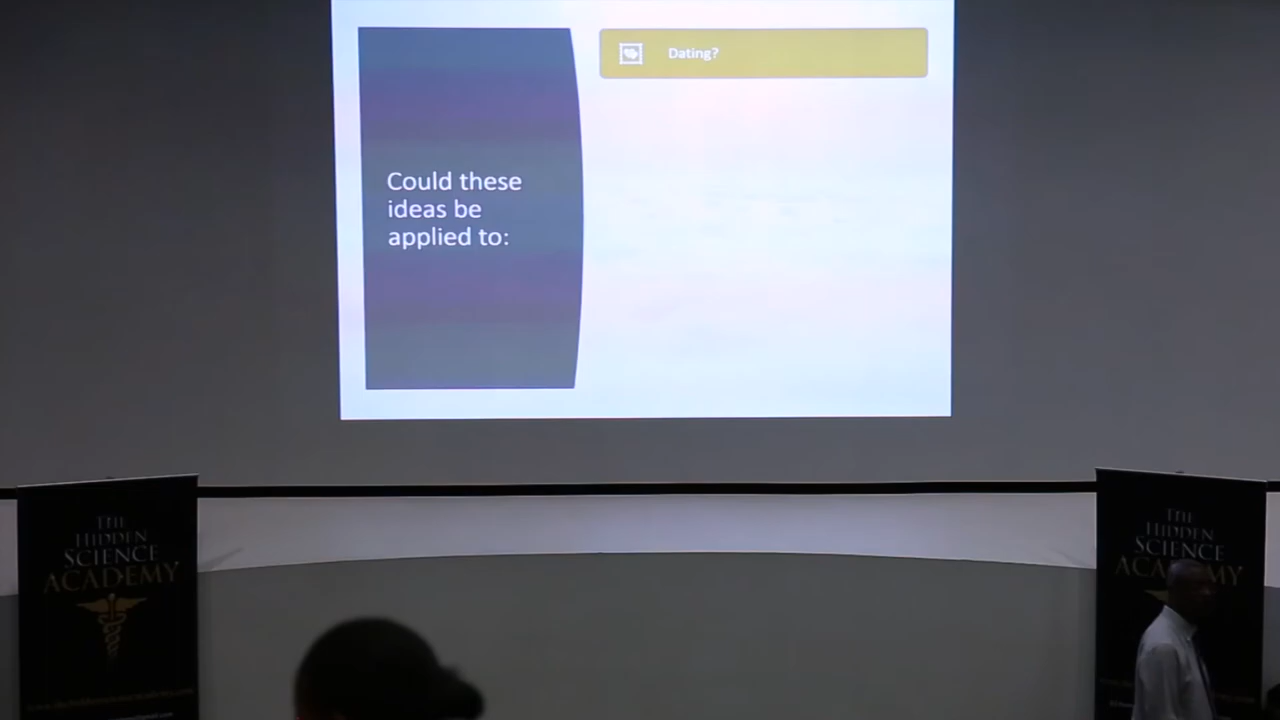 Could these
ideas be
applied to:
Dating?
THE
HIDDEN
SCIENCE
ACADEMY
THE
HIDDEN
SCIENCE